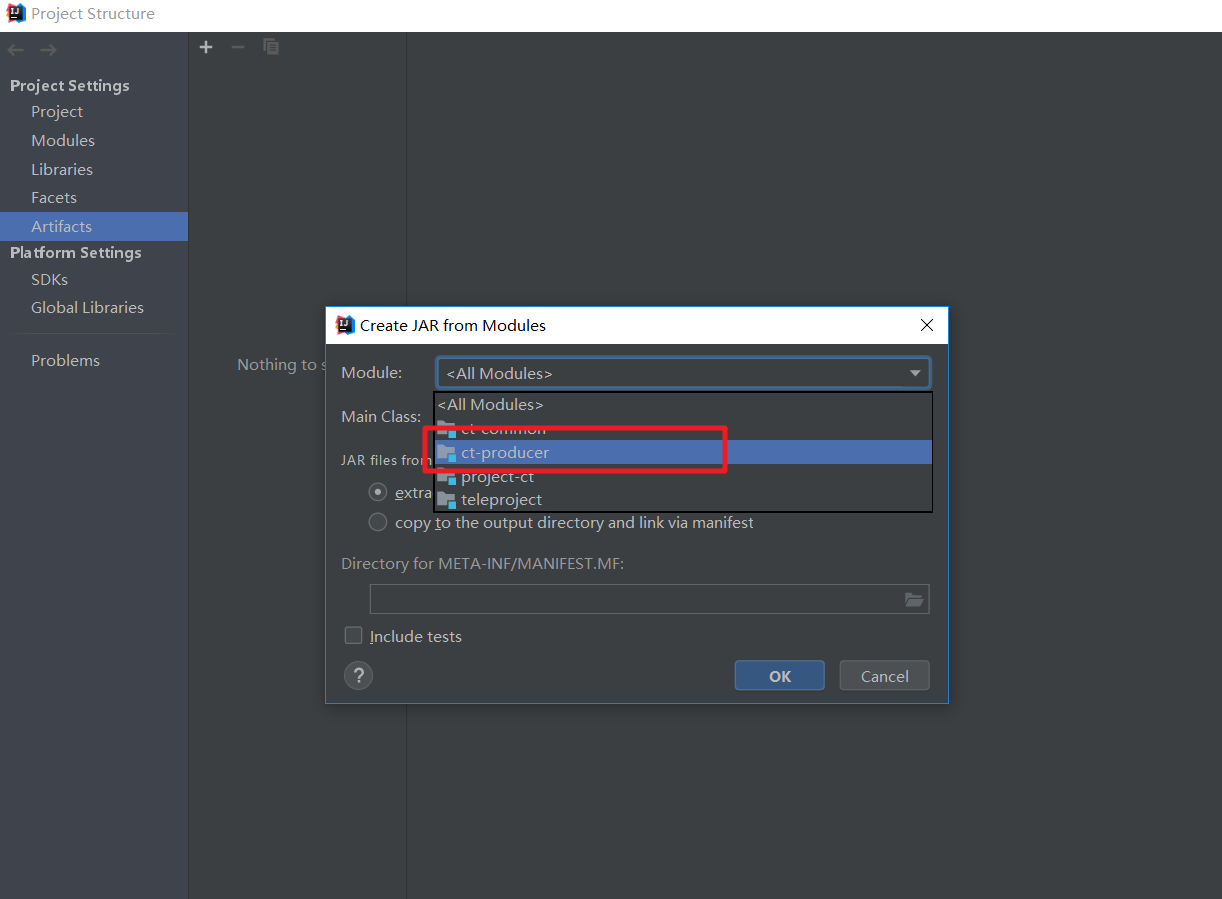 Project Structure
Project Settings
Project
Modules
Libraries
Facets
Artifacts
Platform Settings
SDKs
Global Libraries
Problems
Nothing to
Create JAR from Modules
Module:
<All Modules>
<All Modules>
ct-common
ct-producer
project-ct
teleproject
Main Class:
JAR files from
extra
copy to the output directory and link via manifest
Directory for META-INF/MANIFEST.MF:
Include tests
?
OK
Cancel